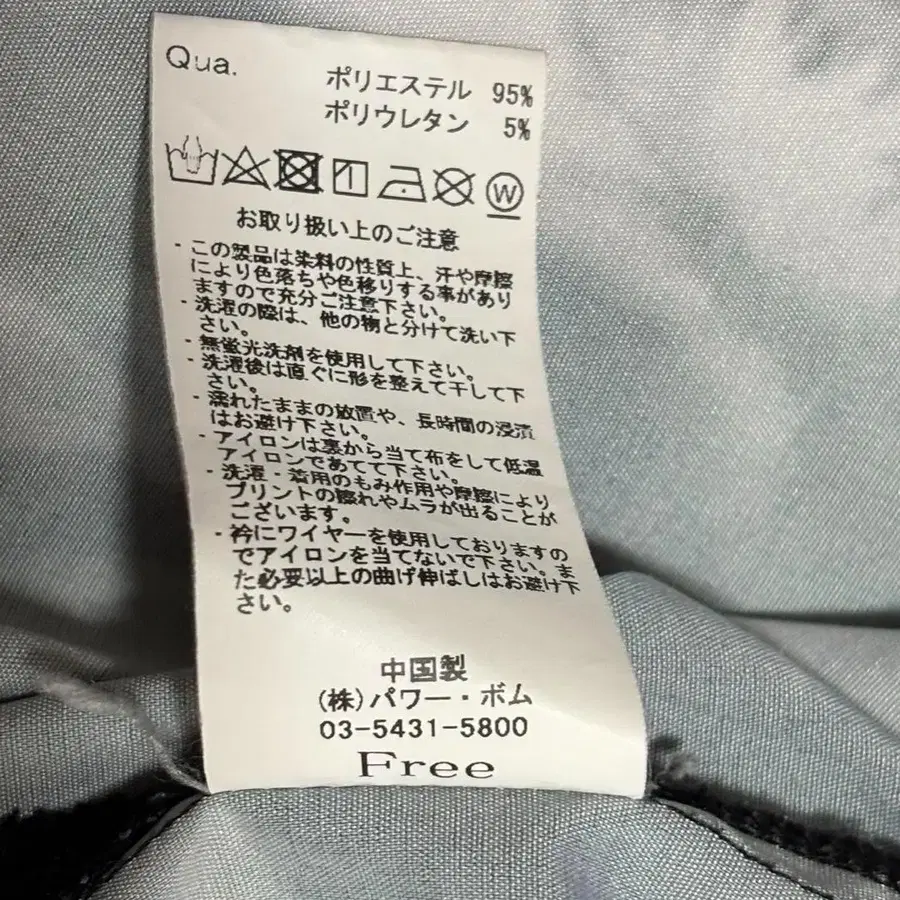 Qua.
ポリエステル 95%
ポリウレタン 5%
W
お取り扱い上のご注意
・この製品は染料の性質上、汗や摩擦
により色落ちや色移りする事があり
ますので充分ご注意下さい。
・洗濯の際は、他の物と分けて洗い下
さい。
・無蛍光洗剤を使用して下さい。
・洗濯後は直ぐに形を整えて干して下
さい。
・濡れたままの放置や、長時間の浸漬
はお避け下さい。
・アイロンは裏から当て布をして低温
アイロンであてて下さい。
・洗濯・着用のもみ作用や摩擦により
プリントの擦れやムラが出ることが
ございます。
・衿にワイヤーを使用しておりますの
でアイロンを当てないで下さい。ま
た必要以上の曲げ伸ばしはお避け下
さい。
中国製
(株)パワー・ボム
03-5431-5800
Free